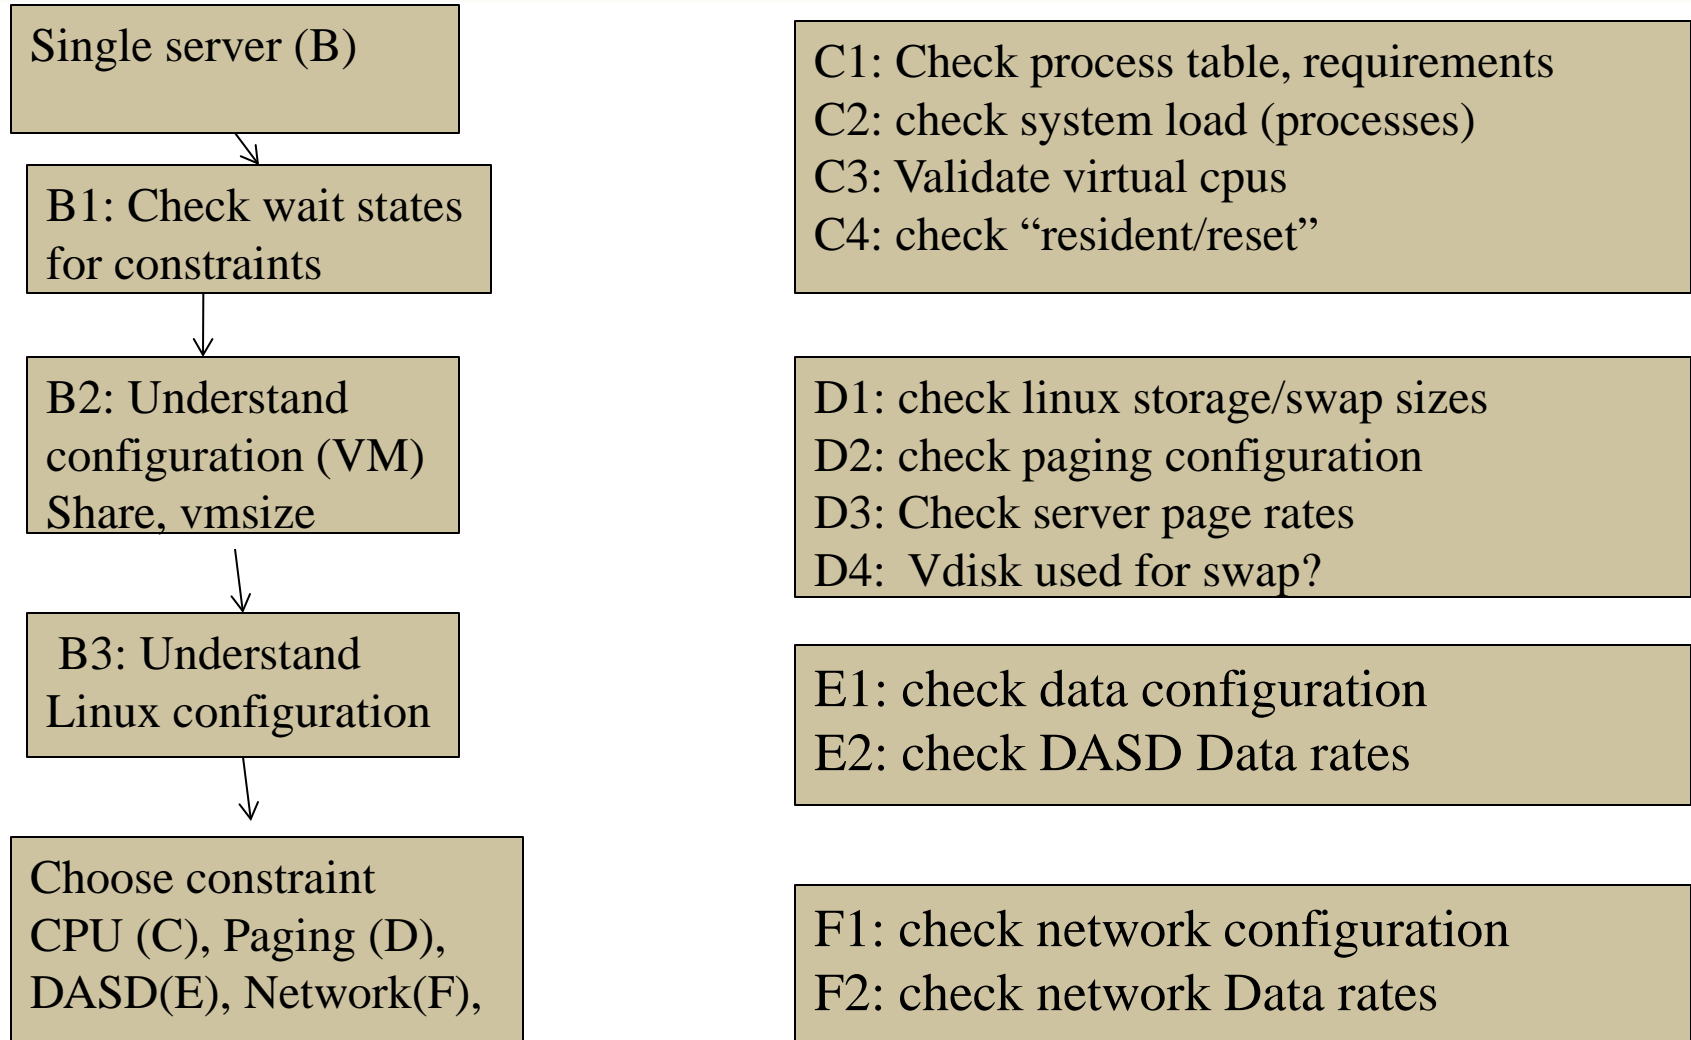 Single server (B)
B1: Check wait states
for constraints
B2: Understand
configuration (VM)
Share, vmsize
B3: Understand
Linux configuration
Choose constraint
CPU (C), Paging (D),
DASD(E), Network(F),
C1: Check process table, requirements
C2: check system load (processes)
C3: Validate virtual cpus
C4: check “resident/reset”
D1: check linux storage/swap sizes
D2: check paging configuration
D3: Check server page rates
D4: Vdisk used for swap?
E1: check data configuration
E2: check DASD Data rates
F1: check network configuration
F2: check network Data rates